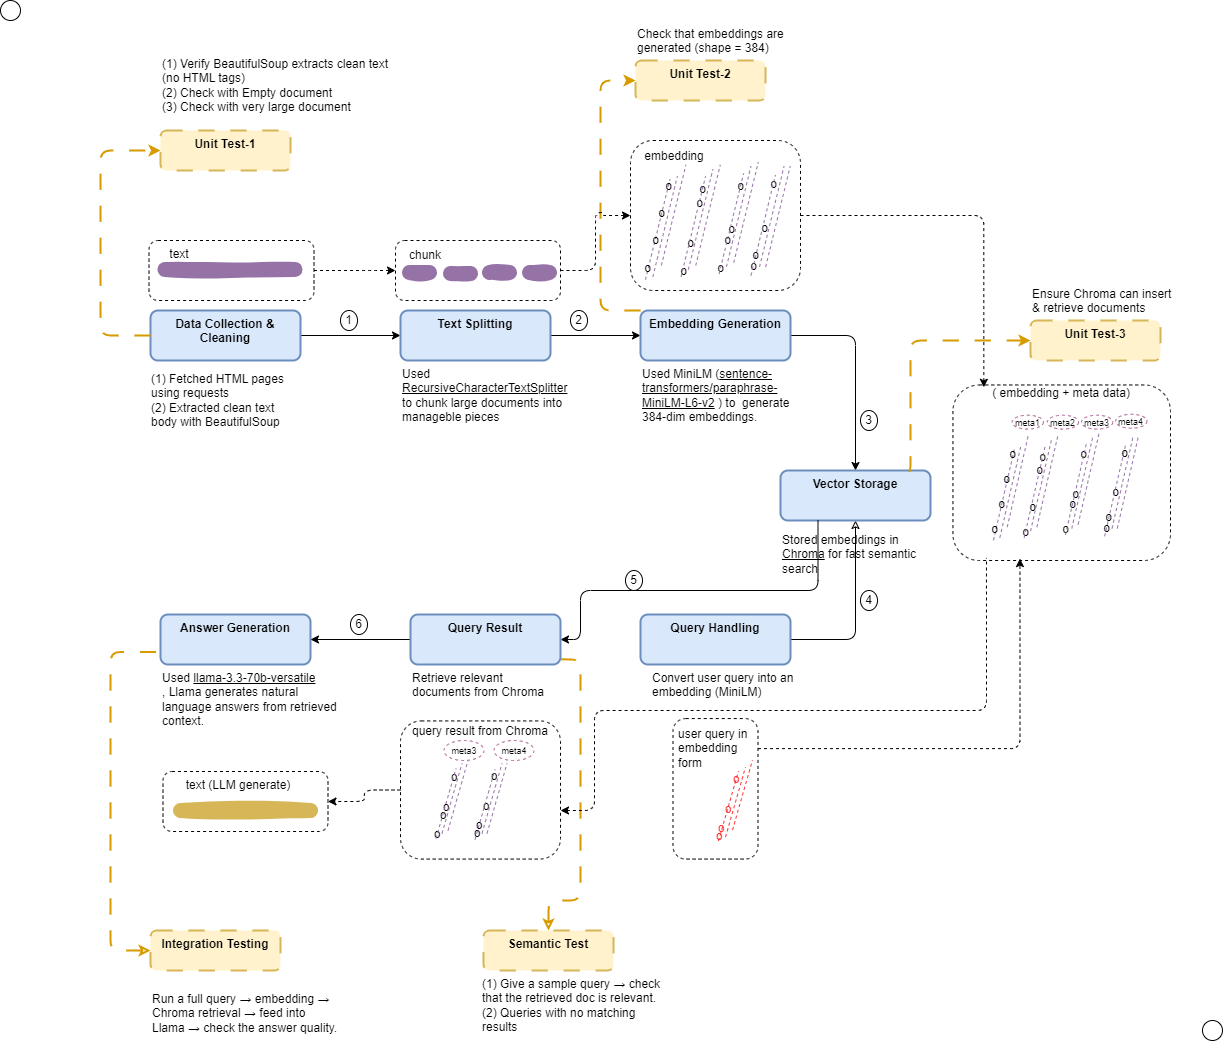 Check that embeddings are
generated (shape = 384)
Unit Test-2
(1) Verify BeautifulSoup extracts clean text
(no HTML tags)
(2) Check with Empty document
(3) Check with very large document
Unit Test-1
embedding
text
chunk
Ensure Chroma can insert
& retrieve documents
Unit Test-3
Data Collection &
Cleaning
1
Text Splitting
2
Embedding Generation
(1) Fetched HTML pages
using requests
(2) Extracted clean text
body with BeautifulSoup
Used
RecursiveCharacterTextSplitter
to chunk large documents into
manageable pieces
Used MiniLM (sentence-
transformers/paraphrase-
MiniLM-L6-v2 ) to generate
384-dim embeddings.
3
( embedding + meta data)
meta1 meta2 meta3 meta4
Vector Storage
Stored embeddings in
Chroma for fast semantic
search
5
4
6
Answer Generation
Query Result
Query Handling
Used llama-3.3-70b-versatile
, Llama generates natural
language answers from retrieved
context.
Retrieve relevant
documents from Chroma
Convert user query into an
embedding (MiniLM)
query result from Chroma
meta3 meta4
user query in
embedding
form
text (LLM generate)
Integration Testing
Run a full query → embedding →
Chroma retrieval → feed into
Llama → check the answer quality.
Semantic Test
(1) Give a sample query → check
that the retrieved doc is relevant.
(2) Queries with no matching
results